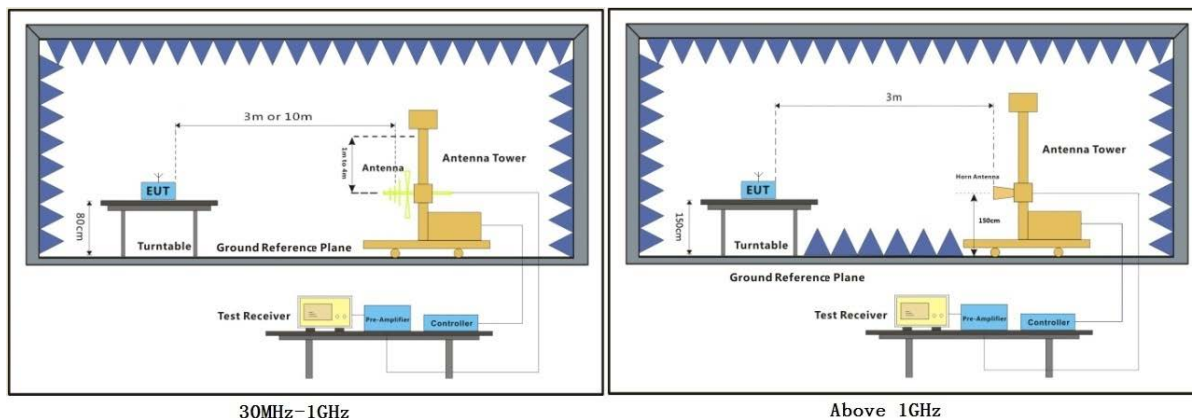 3m or 10m
1m to 4m
Antenna
Antenna Tower
EUT
80cm
Turntable
Ground Reference Plane
Test Receiver
Pre-Amplifier
Controller
30MHz-1GHz
3m
Antenna Tower
Horn Antenna
EUT
150cm
150cm
Turntable
Ground Reference Plane
Test Receiver
Pre-Amplifier
Controller
Above 1GHz